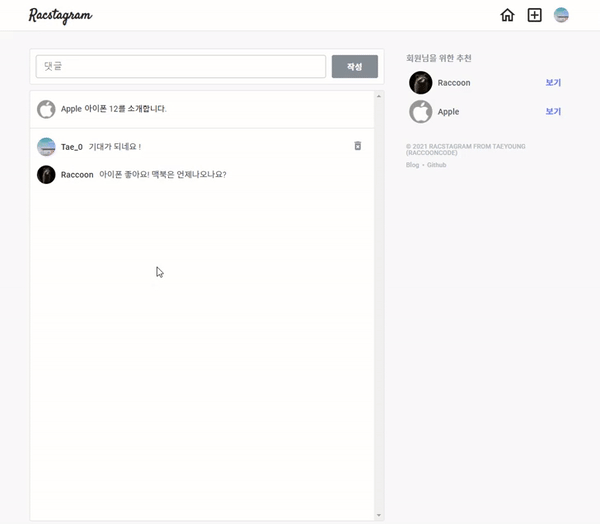 Racstagram
댓글
작성
Apple 아이폰 12를 소개합니다.
Tae_0 기대가 되네요 !
Raccoon 아이폰 좋아요! 맥북은 언제나오나요?
회원님을 위한 추천
Raccoon 보기
Apple 보기
© 2021 RACSTAGRAM FROM TAEYOUNG
(RACCOONCODE)
Blog • Github